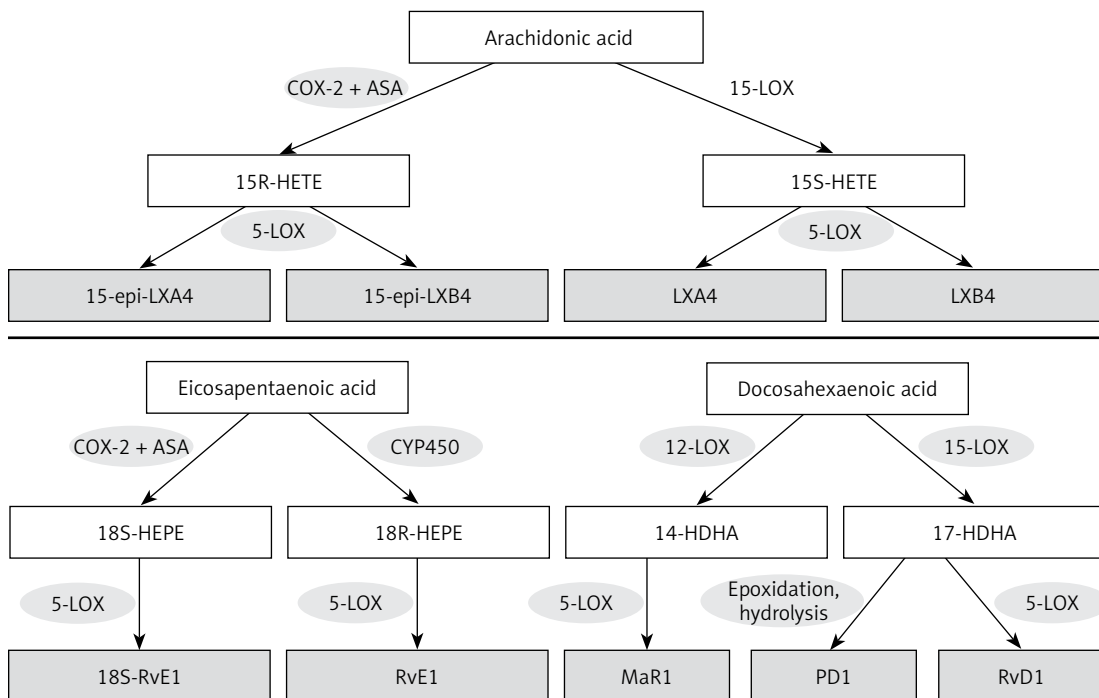 Arachidonic acid
COX-2 + ASA
15-LOX
15R-HETE
15S-HETE
5-LOX
5-LOX
15-epi-LXA4
15-epi-LXB4
LXA4
LXB4
Eicosapentaenoic acid
Docosahexaenoic acid
COX-2 + ASA
CYP450
12-LOX
15-LOX
18S-HEPE
18R-HEPE
14-HDHA
17-HDHA
5-LOX
5-LOX
5-LOX
Epoxidation,
hydrolysis
5-LOX
18S-RvE1
RvE1
MaR1
PD1
RvD1